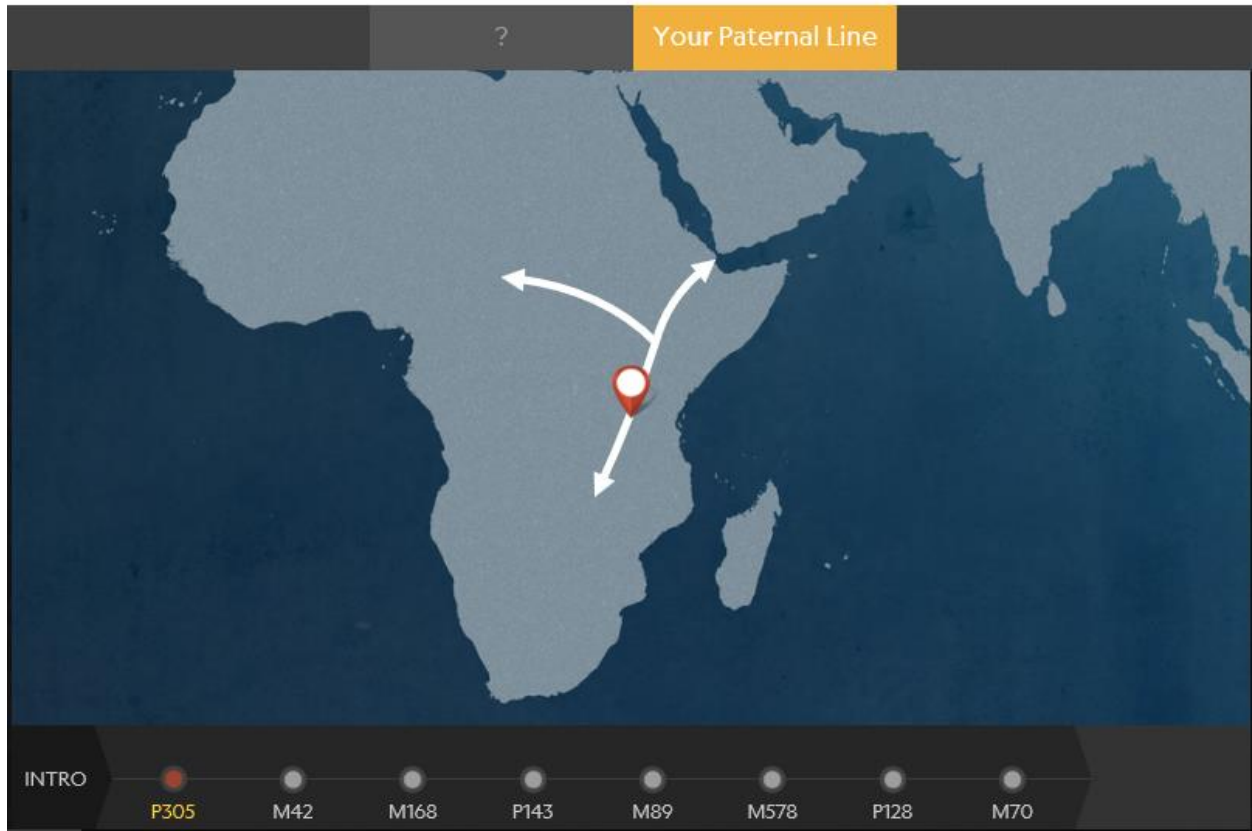 ?
Your Paternal Line
INTRO
P305
M42
M168
P143
M89
M578
P128
M70